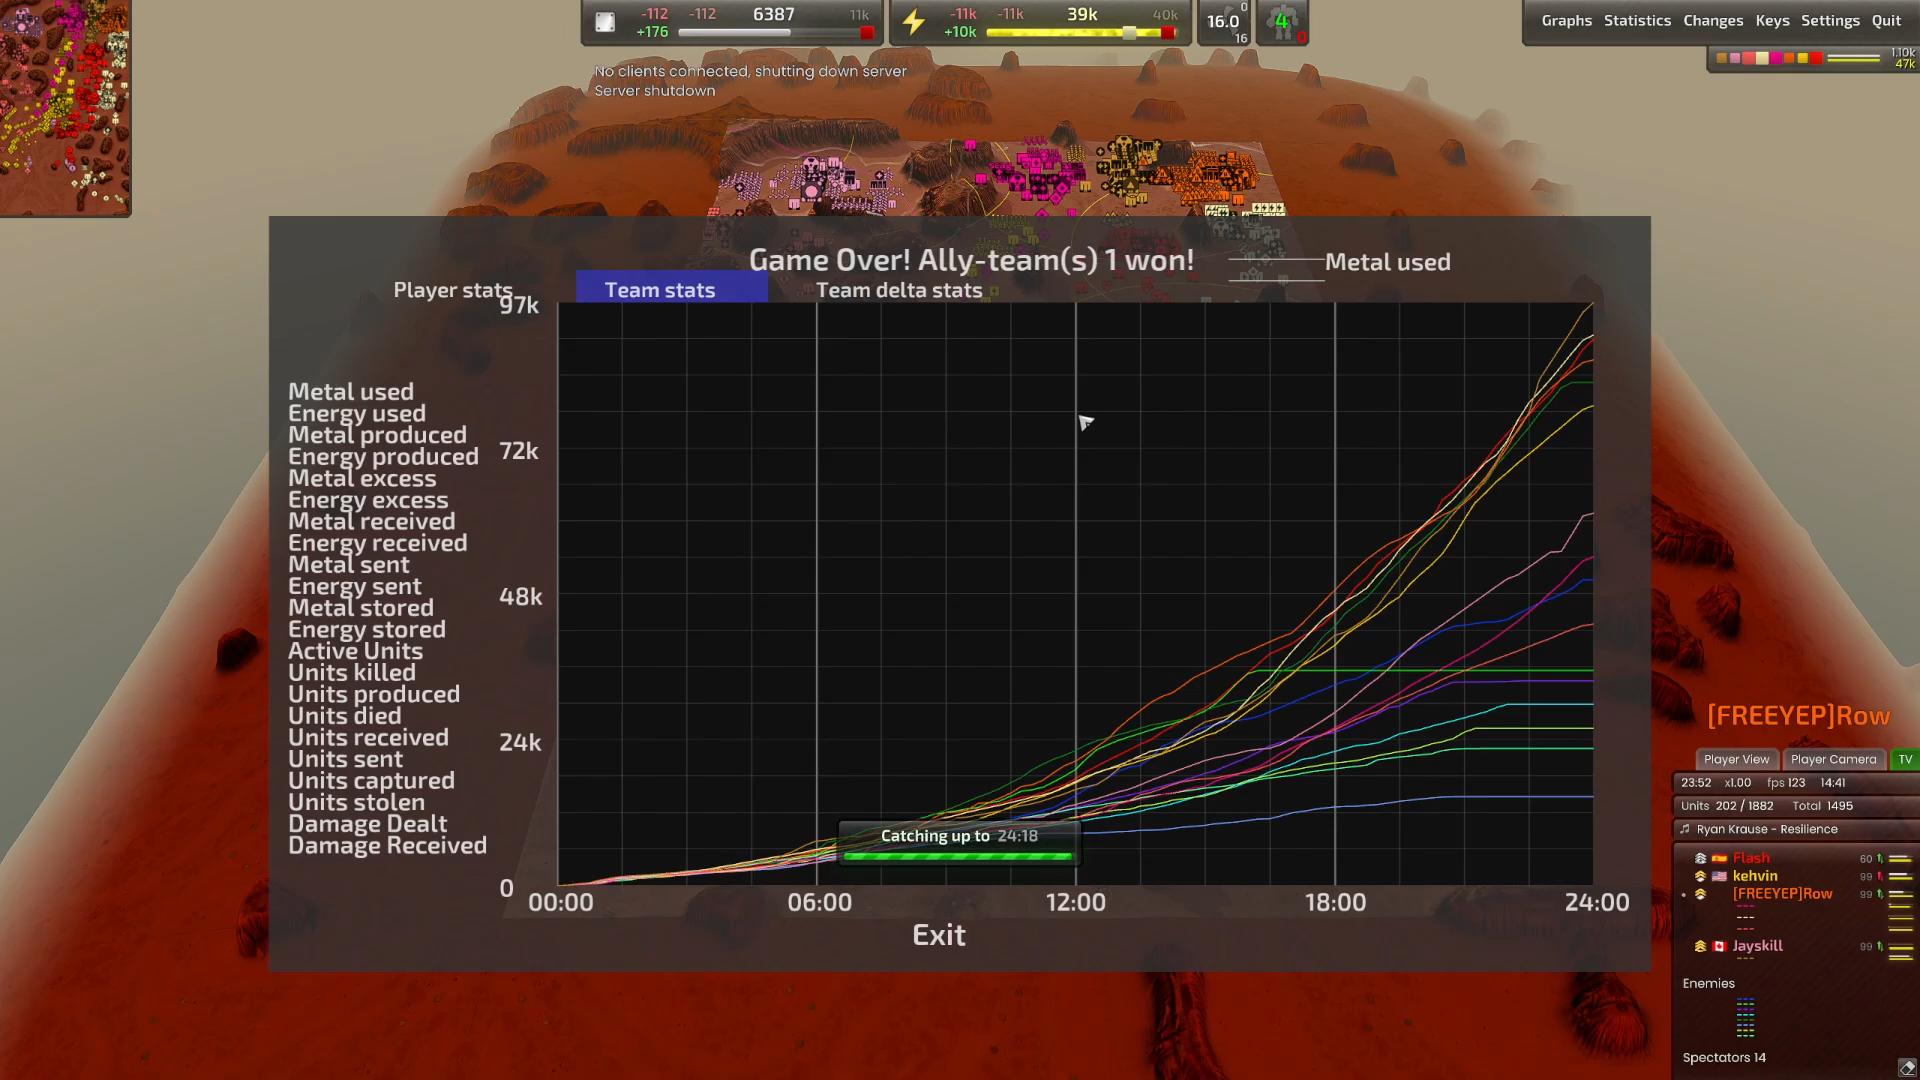 -112 -112 6387 11k
+176
-11k -11k 39k 40k
+10k
0
16.0
16
4
0
Graphs Statistics Changes Keys Settings Quit
1.10k
47k
No clients connected, shutting down server
Server shutdown
Game Over! Ally-team(s) 1 won!
Metal used
Player stats
Team stats
Team delta stats
97k
72k
48k
24k
0
Metal used
Energy used
Metal produced
Energy produced
Metal excess
Energy excess
Metal received
Energy received
Metal sent
Energy sent
Metal stored
Energy stored
Active Units
Units killed
Units produced
Units died
Units received
Units sent
Units captured
Units stolen
Damage Dealt
Damage Received
Catching up to 24:18
00:00 06:00 12:00 18:00 24:00
Exit
[FREEYEP]Row
Player View Player Camera TV
23:52 x1.00 fps 123 14:41
Units 202 / 1882 Total 1495
Ryan Krause - Resilience
Flash 60
kehvin 99
[FREEYEP]Row 99
Jayskill 99
Enemies
Spectators 14